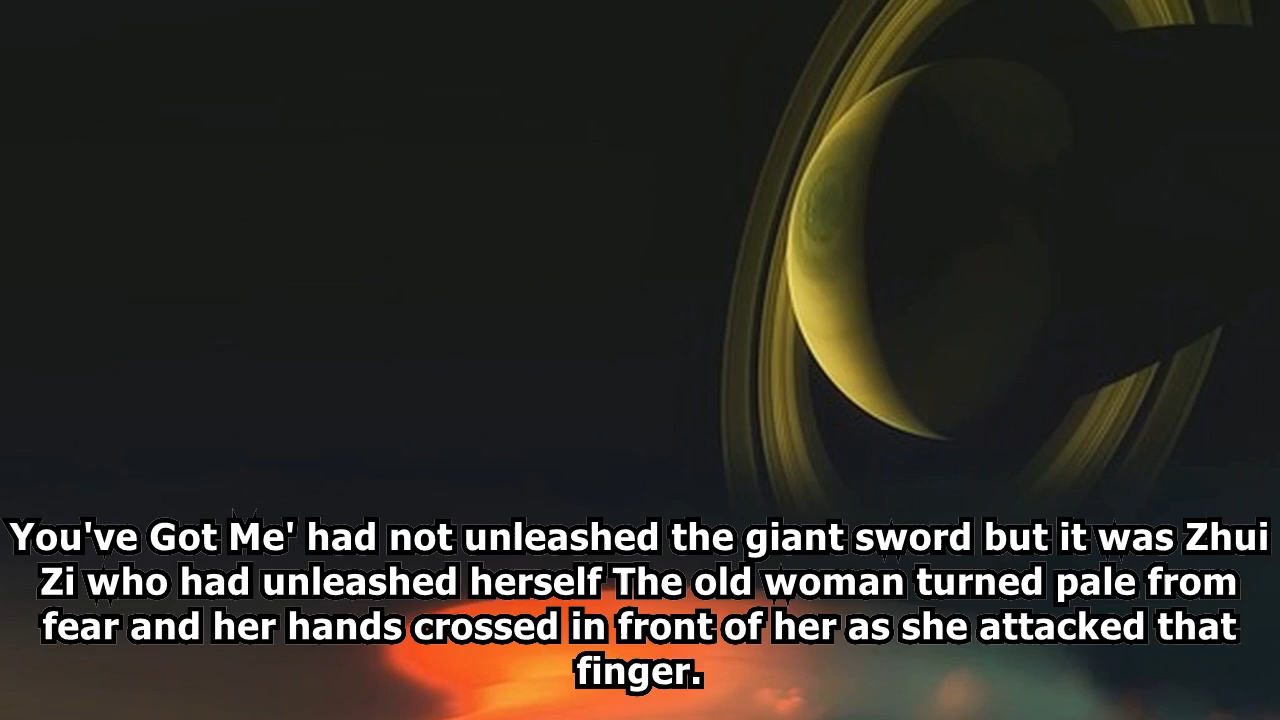 You've Got Me' had not unleashed the giant sword but it was Zhui
Zi who had unleashed herself The old woman turned pale from
fear and her hands crossed in front of her as she attacked that
finger.